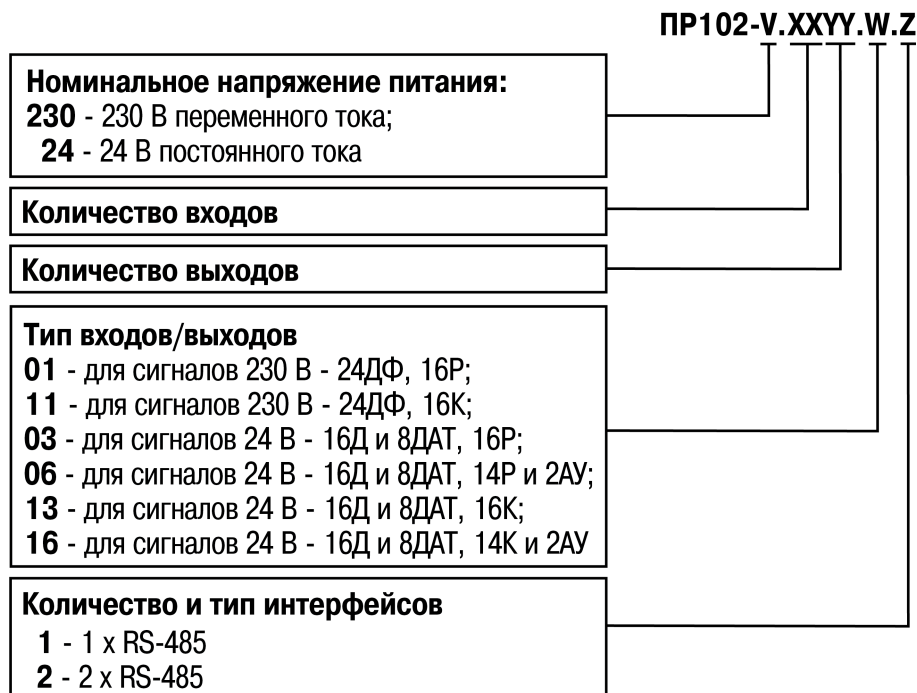 ПР102-V.XXYY.W.Z
Номинальное напряжение питания:
230 - 230 В переменного тока;
24 - 24 В постоянного тока
Количество входов
Количество выходов
Тип входов/выходов
01 - для сигналов 230 В - 24ДФ, 16Р;
11 - для сигналов 230 В - 24ДФ, 16К;
03 - для сигналов 24 В - 16Д и 8ДАТ, 16Р;
06 - для сигналов 24 В - 16Д и 8ДАТ, 14Р и 2АУ;
13 - для сигналов 24 В - 16Д и 8ДАТ, 16К;
16 - для сигналов 24 В - 16Д и 8ДАТ, 14К и 2АУ
Количество и тип интерфейсов
1 - 1 x RS-485
2 - 2 x RS-485